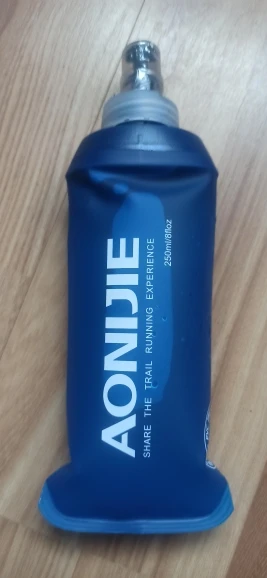 AONIJIE
SHARE THE TRAIL RUNNING EXPERIENCE
250ml/8floz